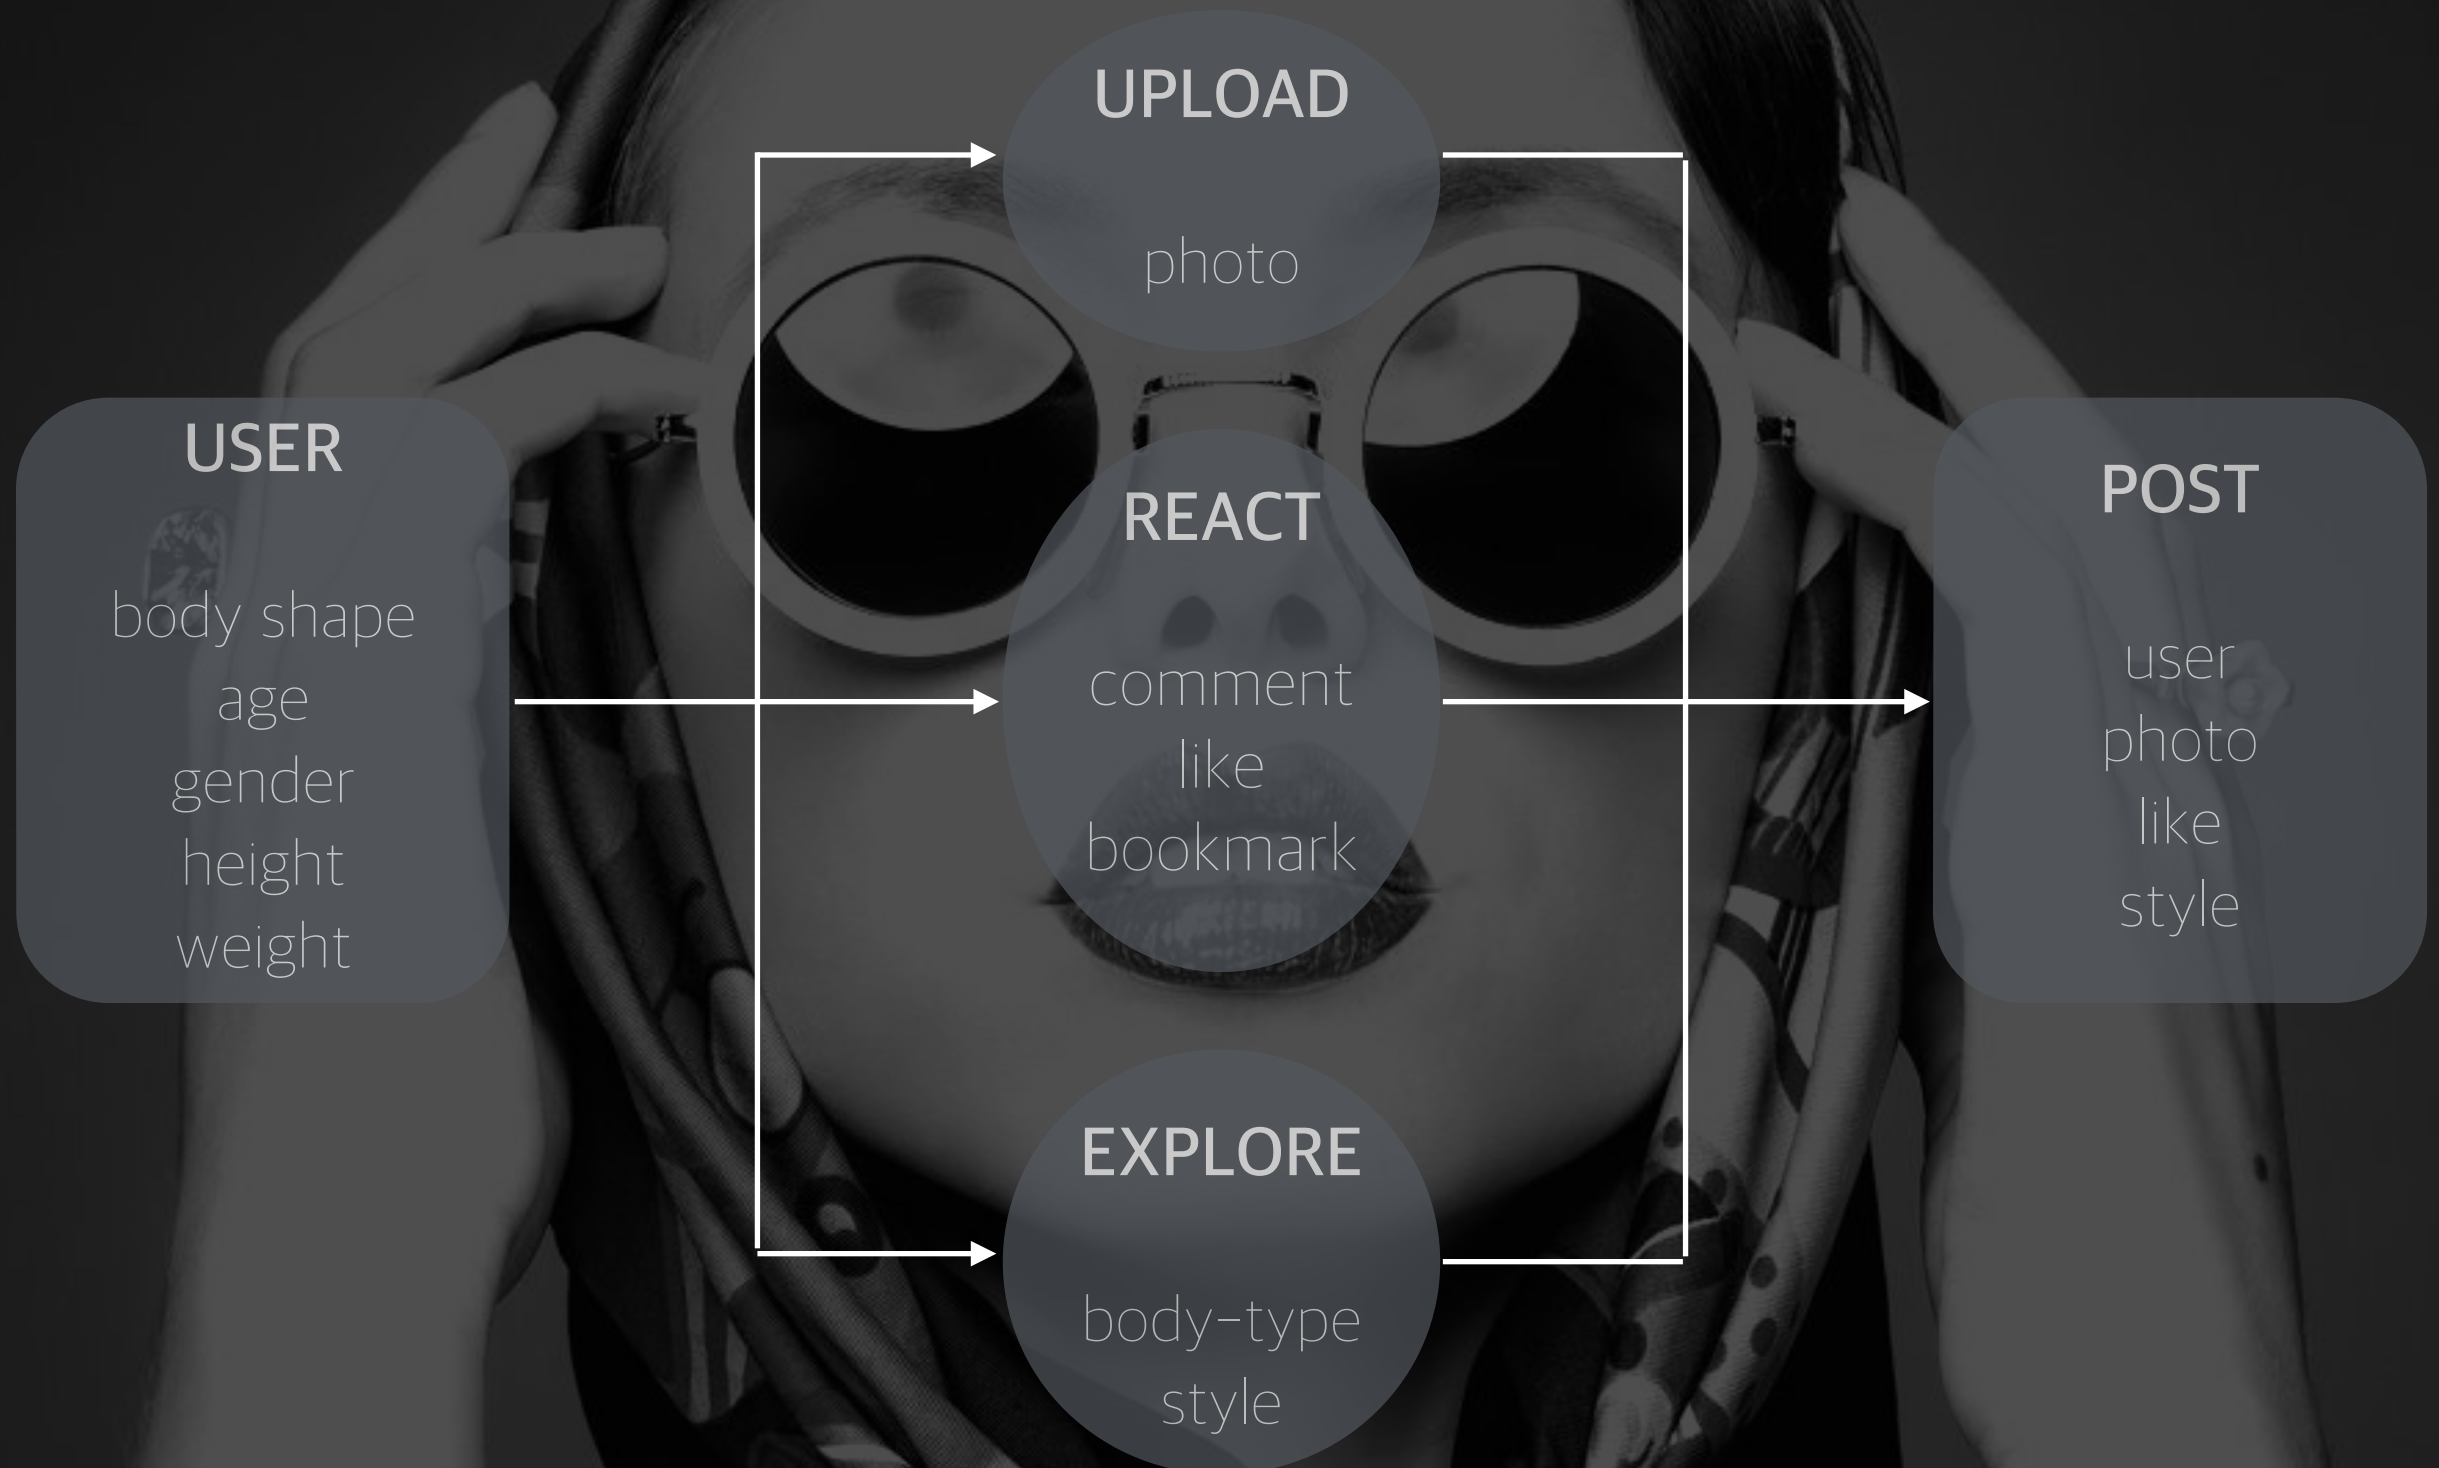 UPLOAD
photo
USER
body shape
age
gender
height
weight
REACT
comment
like
bookmark
POST
user
photo
like
style
EXPLORE
body-type
style